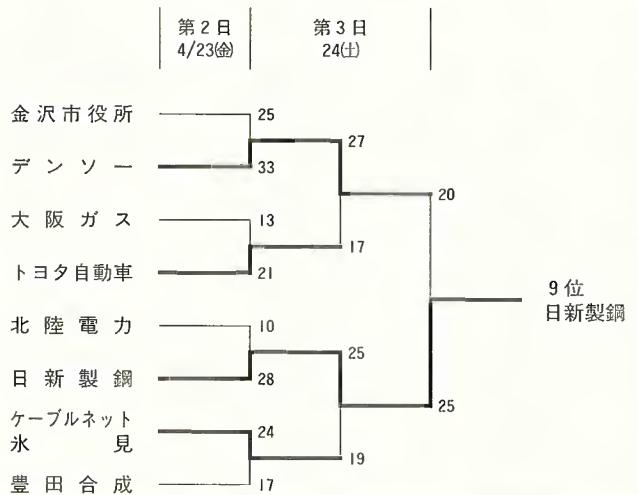 第2日 第3日
4/23㈮ 24㈯
金沢市役所 25
27
デンソー 33
20
大阪ガス 13
17
トヨタ自動車 21
9位
日新製鋼
北陸電力 10
25
日新製鋼 28
25
ケーブルネット
氷見 24
19
豊田合成 17